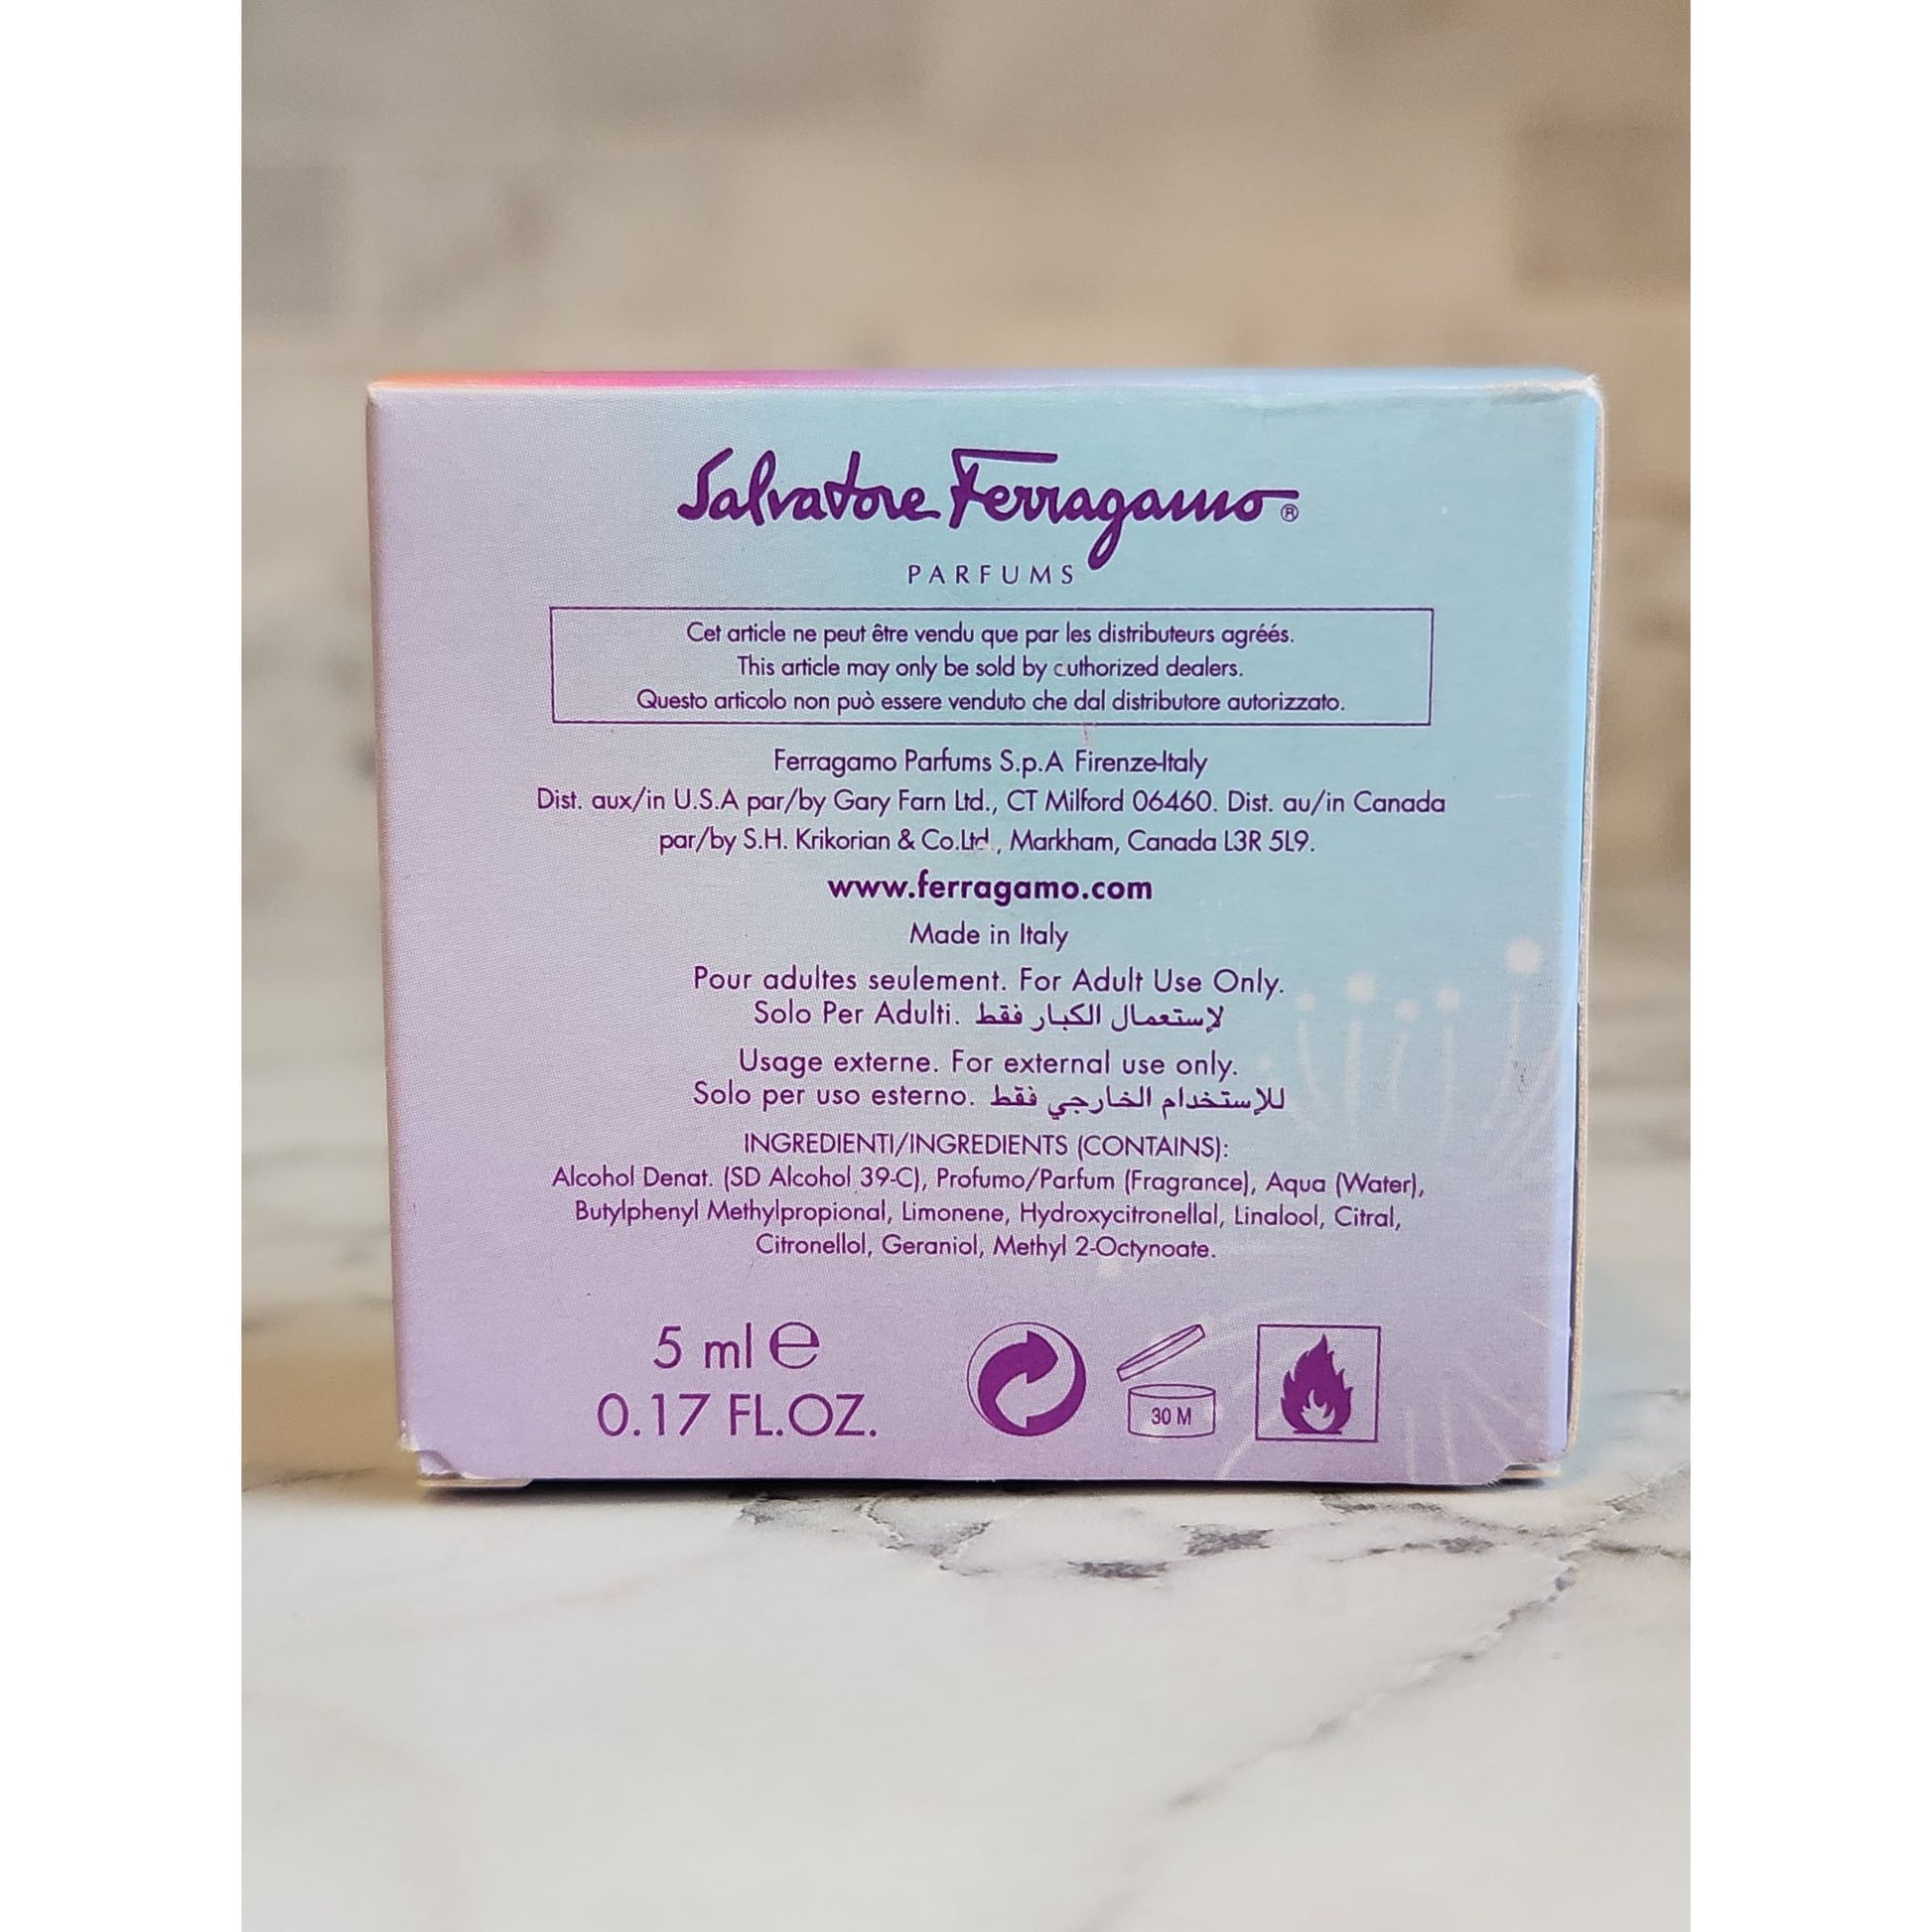 Salvatore Ferragamo®
PARFUMS
Cet article ne peut être vendu que par les distributeurs agréés.
This article may only be sold by authorized dealers.
Questo articolo non può essere venduto che dal distributore autorizzato.
Ferragamo Parfums S.p.A Firenze-Italy
Dist. aux/in U.S.A par/by Gary Farn Ltd., CT Milford 06460. Dist. au/in Canada
par/by S.H. Krikorian & Co.Ltd., Markham, Canada L3R 5L9.
www.ferragamo.com
Made in Italy
Pour adultes seulement. For Adult Use Only.
Solo Per Adulti. لإستعمال الكبار فقط
Usage externe. For external use only.
Solo per uso esterno. للإستخدام الخارجي فقط
INGREDIENTI/INGREDIENTS (CONTAINS):
Alcohol Denat. (SD Alcohol 39-C), Profumo/Parfum (Fragrance), Aqua (Water),
Butylphenyl Methylpropional, Limonene, Hydroxycitronellal, Linalool, Citral,
Citronellol, Geraniol, Methyl 2-Octynoate.
5 ml e
0.17 FL.OZ.
30 M